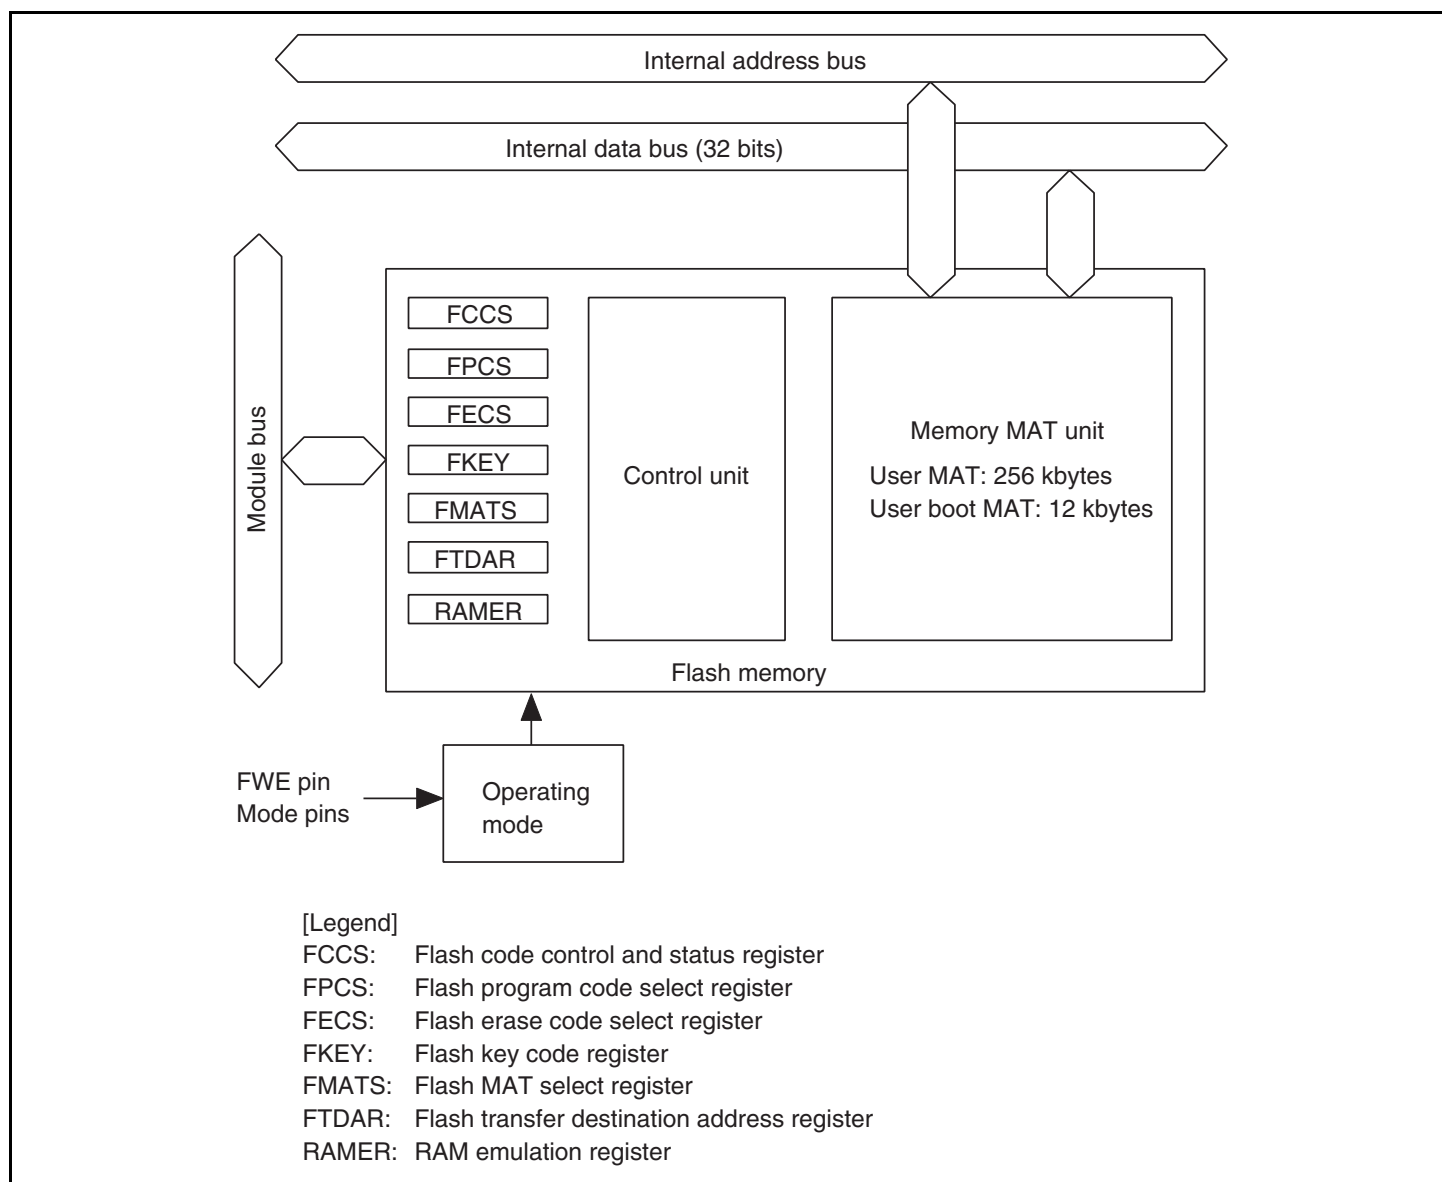 Internal address bus
Internal data bus (32 bits)
Module bus
FCCS
FPCS
FECS
FKEY
FMATS
FTDAR
RAMER
Control unit
Memory MAT unit
User MAT: 256 kbytes
User boot MAT: 12 kbytes
Flash memory
FWE pin
Mode pins
Operating
mode
[Legend]
FCCS: Flash code control and status register
FPCS: Flash program code select register
FECS: Flash erase code select register
FKEY: Flash key code register
FMATS: Flash MAT select register
FTDAR: Flash transfer destination address register
RAMER: RAM emulation register